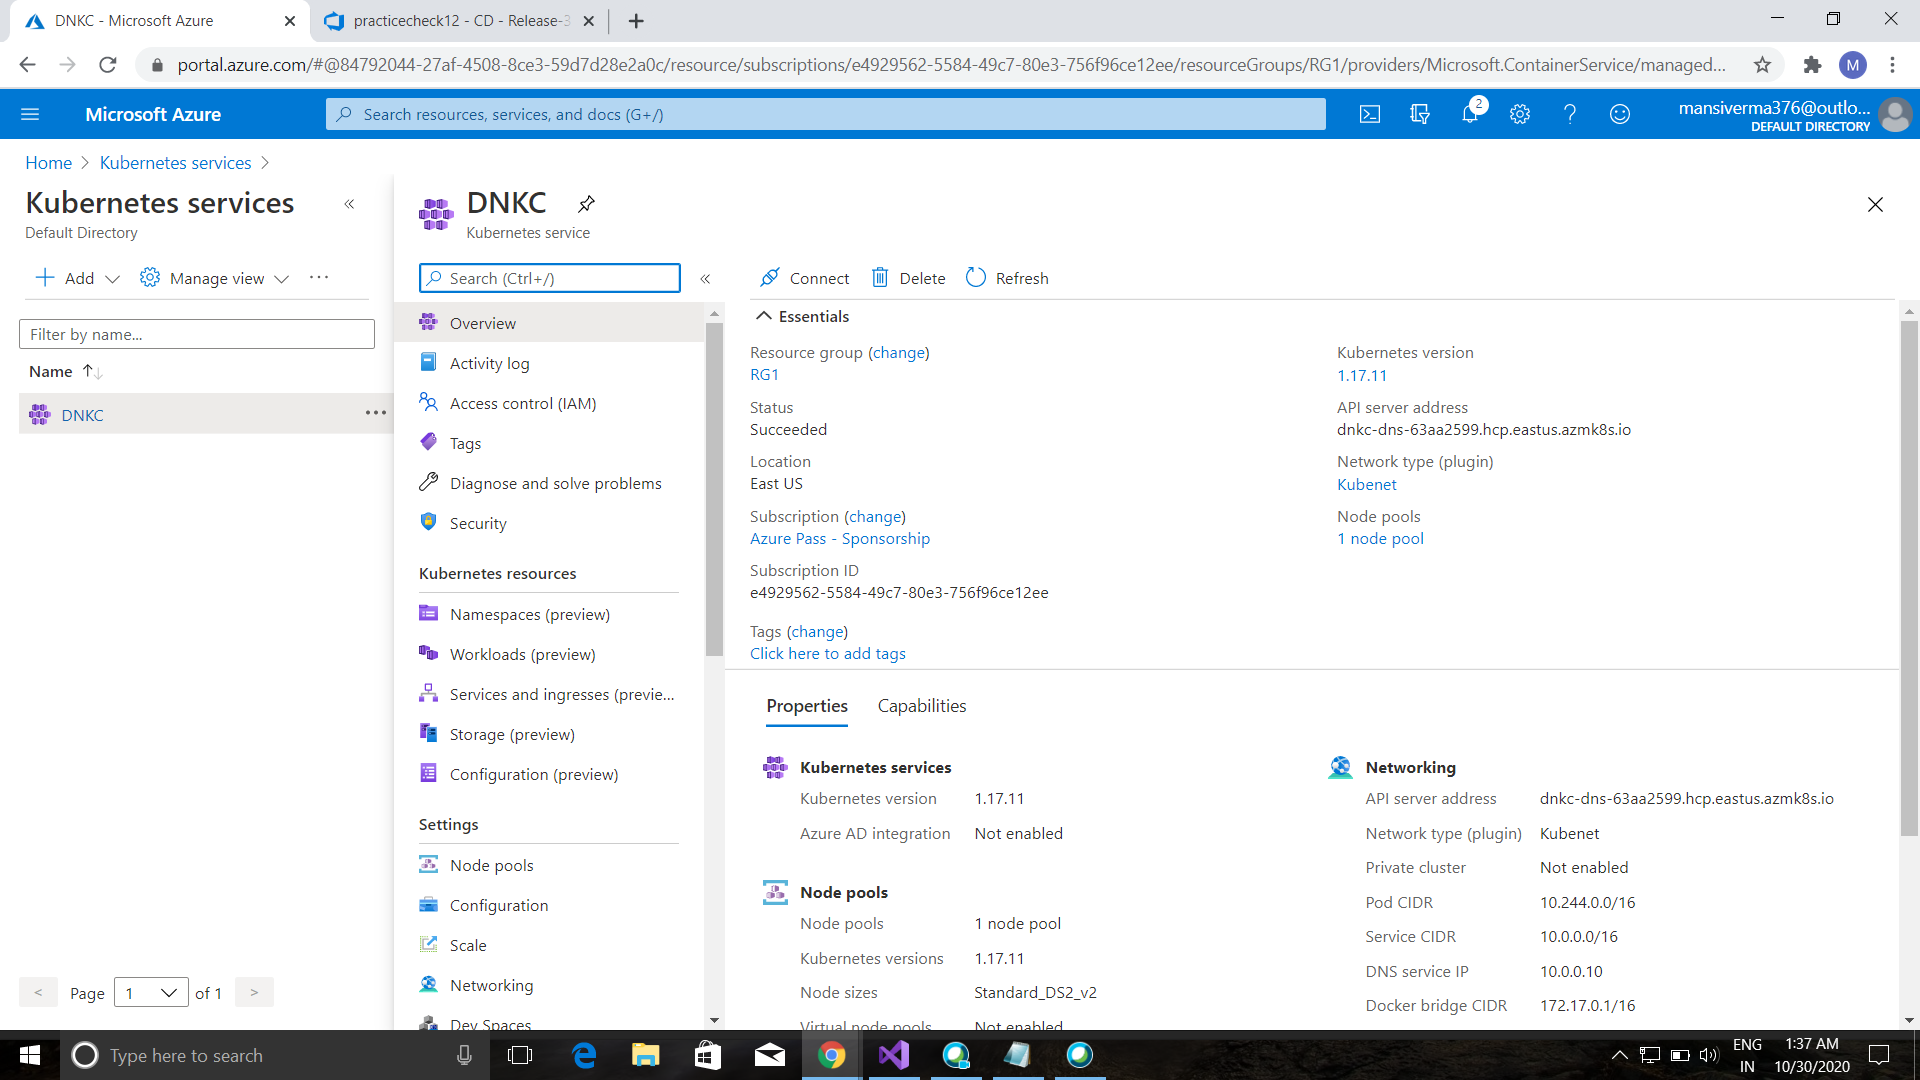 DNKC - Microsoft Azure
practicecheck12 - CD - Release-3
portal.azure.com/#@84792044-27af-4508-8ce3-59d7d28e2a0c/resource/subscriptions/e4929562-5584-49c7-80e3-756f96ce12ee/resourceGroups/RG1/providers/Microsoft.ContainerService/managed...
M
Microsoft Azure
Search resources, services, and docs (G+/)
2
mansiverma376@outlo...
DEFAULT DIRECTORY
Home
Kubernetes services
Kubernetes services
Default Directory
Add
Manage view
Filter by name...
Name
DNKC
Page
1
of 1
DNKC
Kubernetes service
Search (Ctrl+/)
Overview
Activity log
Access control (IAM)
Tags
Diagnose and solve problems
Security
Kubernetes resources
Namespaces (preview)
Workloads (preview)
Services and ingresses (previe...
Storage (preview)
Configuration (preview)
Settings
Node pools
Configuration
Scale
Networking
Dev Spaces
Connect
Delete
Refresh
Essentials
Resource group (change)
RG1
Status
Succeeded
Location
East US
Subscription (change)
Azure Pass - Sponsorship
Subscription ID
e4929562-5584-49c7-80e3-756f96ce12ee
Tags (change)
Click here to add tags
Kubernetes version
1.17.11
API server address
dnkc-dns-63aa2599.hcp.eastus.azmk8s.io
Network type (plugin)
Kubenet
Node pools
1 node pool
Properties
Capabilities
Kubernetes services
Kubernetes version 1.17.11
Azure AD integration Not enabled
Node pools
Node pools 1 node pool
Kubernetes versions 1.17.11
Node sizes Standard_DS2_v2
Virtual node pools Not enabled
Networking
API server address dnkc-dns-63aa2599.hcp.eastus.azmk8s.io
Network type (plugin) Kubenet
Private cluster Not enabled
Pod CIDR 10.244.0.0/16
Service CIDR 10.0.0.0/16
DNS service IP 10.0.0.10
Docker bridge CIDR 172.17.0.1/16
Type here to search
ENG
IN
1:37 AM
10/30/2020